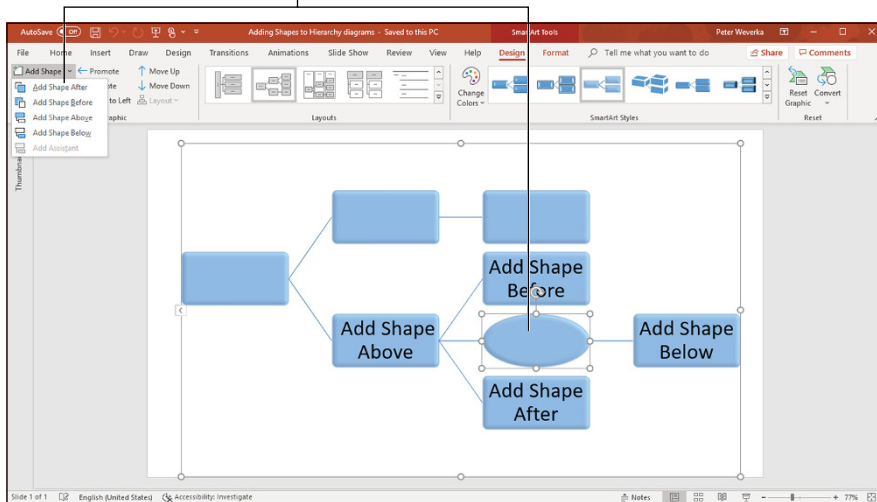 AutoSave Off Adding Shapes to Hierarchy diagrams - Saved to this PC SmartArt Tools Peter Weverka
File Home Insert Draw Design Transitions Animations Slide Show Review View Help Design Format Tell me what you want to do Share Comments
Add Shape Promote Move Up
Add Shape After Move Down
Add Shape Before to Left Layout
Add Shape Above aphic
Add Shape Below
Add Assistant
Change
Colors
Reset Convert
Graphic
Layouts SmartArt Styles Reset
Thumbnai
Add Shape
Before
Add Shape
Above
Add Shape
Below
Add Shape
After
Slide 1 of 1 English (United States) Accessibility: Investigate Notes 77%